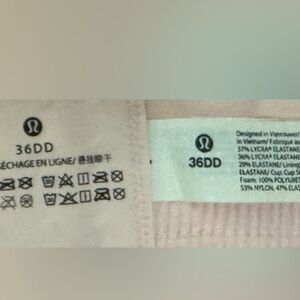 36DD
SÉCHAGE EN LIGNE/ 悬挂晾干
36DD
Designed in Vancouver/
in Vietnam/ Fabriqué au
37% LYCRA® ELASTANE
36% LYCRA® ELASTANE
29% ELASTANE/ Lining
ELASTANE/ Cup: Cup S
Foam: 100% POLYURET
53% NYLON, 47% ELAS